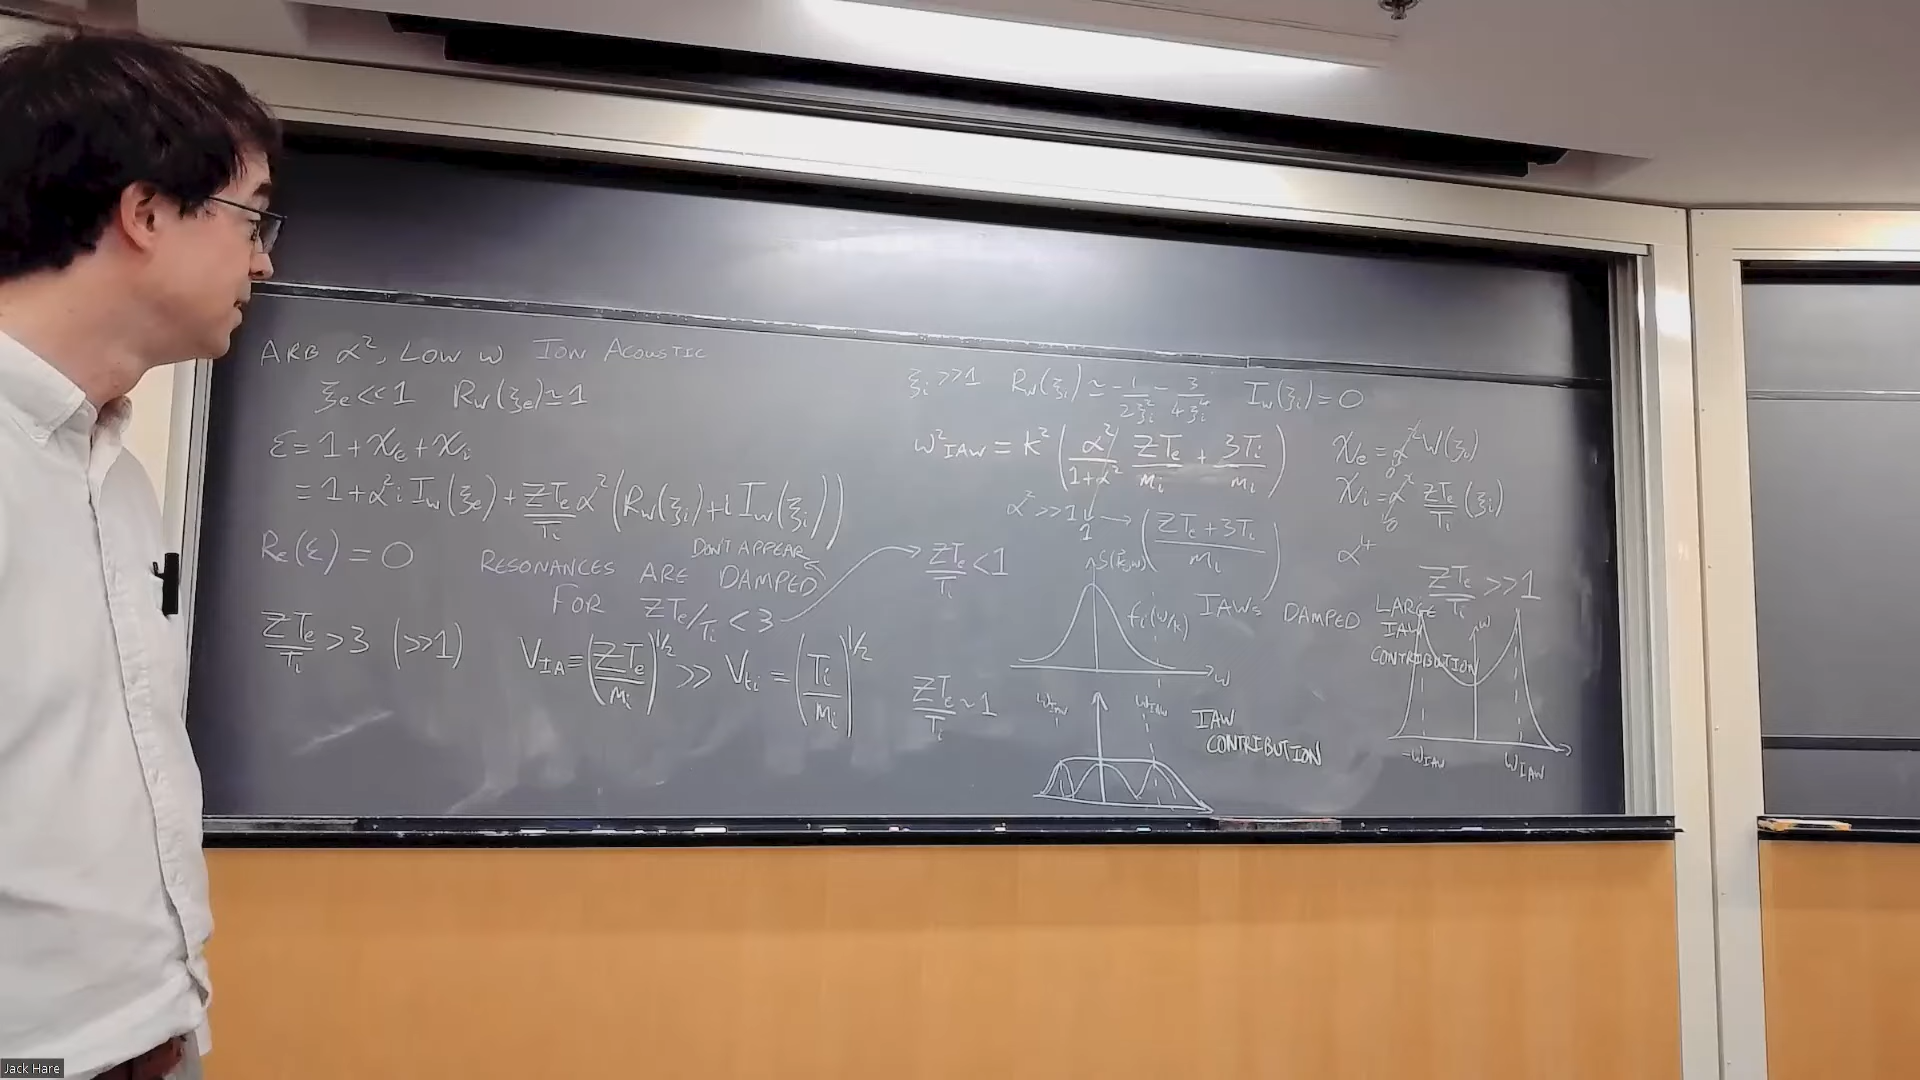 ARB α², LOW ω ION ACOUSTIC
ξe << 1 Rw(ξe) ≃ 1
ε = 1 + χe + χi
= 1 + α² i Iw(ξe) + ZTe/Ti α² (Rw(ξi) + i Iw(ξi))
Re(ε) = 0
RESONANCES ARE DAMPED
DON'T APPEAR
FOR ZTe/Ti < 3
ZTe/Ti > 3 (>>1)
VIA ≡ (ZTe/mi)^1/2 >> Vti = (Ti/mi)^1/2
ξi >> 1 Rw(ξi) ≃ -1/2ξi² - 3/4ξi⁴ Iw(ξi) = 0
ω²IAW = k² (α²/1+α² ZTe/mi + 3Ti/mi)
α² >> 1
1 → (ZTe + 3Ti/mi)
χe = α² W(ξe)
0
χi = α² ZTe/Ti (ξi)
0
α⁴
ZTe/Ti < 1
S(k,ω)
fi(ω/k)
IAWs DAMPED
ω
ZTe/Ti ~ 1
ωIAW
ωIAW
IAW
CONTRIBUTION
ZTe/Ti >> 1
LARGE
IAW
CONTRIBUTION
ω
-ωIAW
ωIAW
Jack Hare